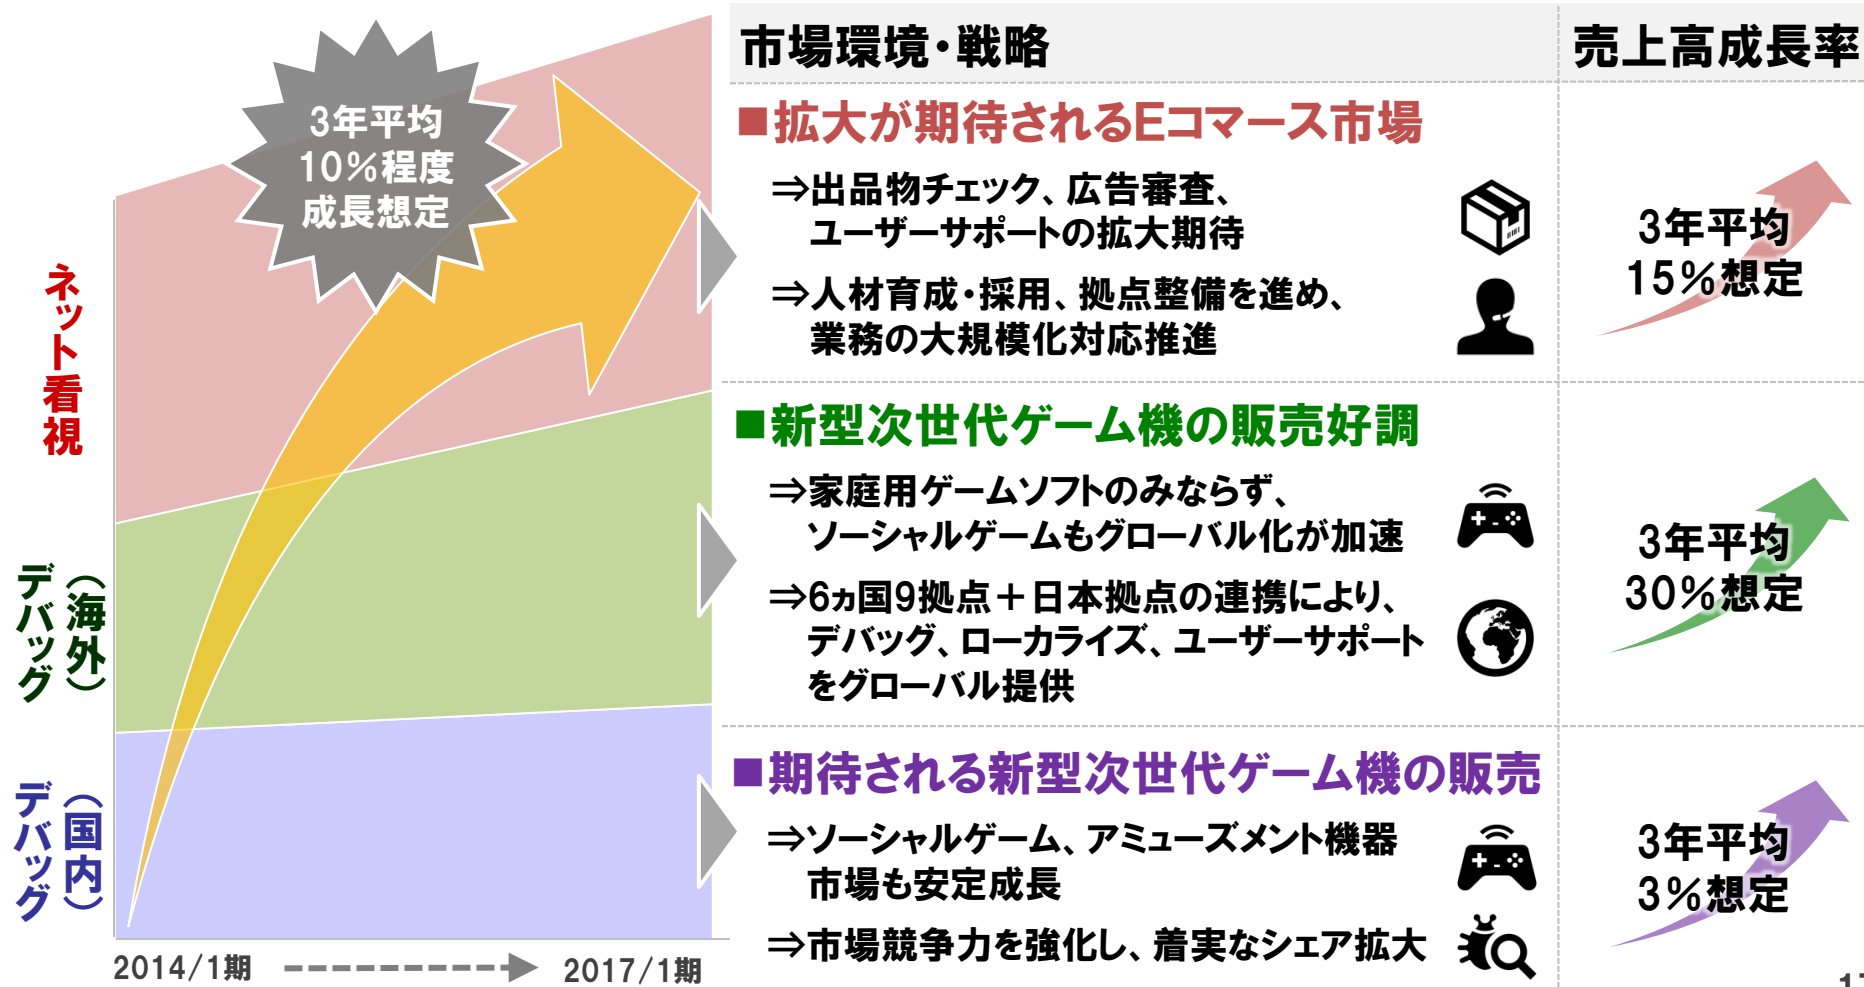 3年平均
10%程度
成長想定
ネット看視
デバッグ
（海外）
デバッグ
（国内）
2014/1期
2017/1期
市場環境・戦略
売上高成長率
■拡大が期待されるEコマース市場
⇒出品物チェック、広告審査、
ユーザーサポートの拡大期待
⇒人材育成・採用、拠点整備を進め、
業務の大規模化対応推進
3年平均
15%想定
■新型次世代ゲーム機の販売好調
⇒家庭用ゲームソフトのみならず、
ソーシャルゲームもグローバル化が加速
⇒6ヵ国9拠点＋日本拠点の連携により、
デバッグ、ローカライズ、ユーザーサポート
をグローバル提供
3年平均
30%想定
■期待される新型次世代ゲーム機の販売
⇒ソーシャルゲーム、アミューズメント機器
市場も安定成長
⇒市場競争力を強化し、着実なシェア拡大
3年平均
3%想定